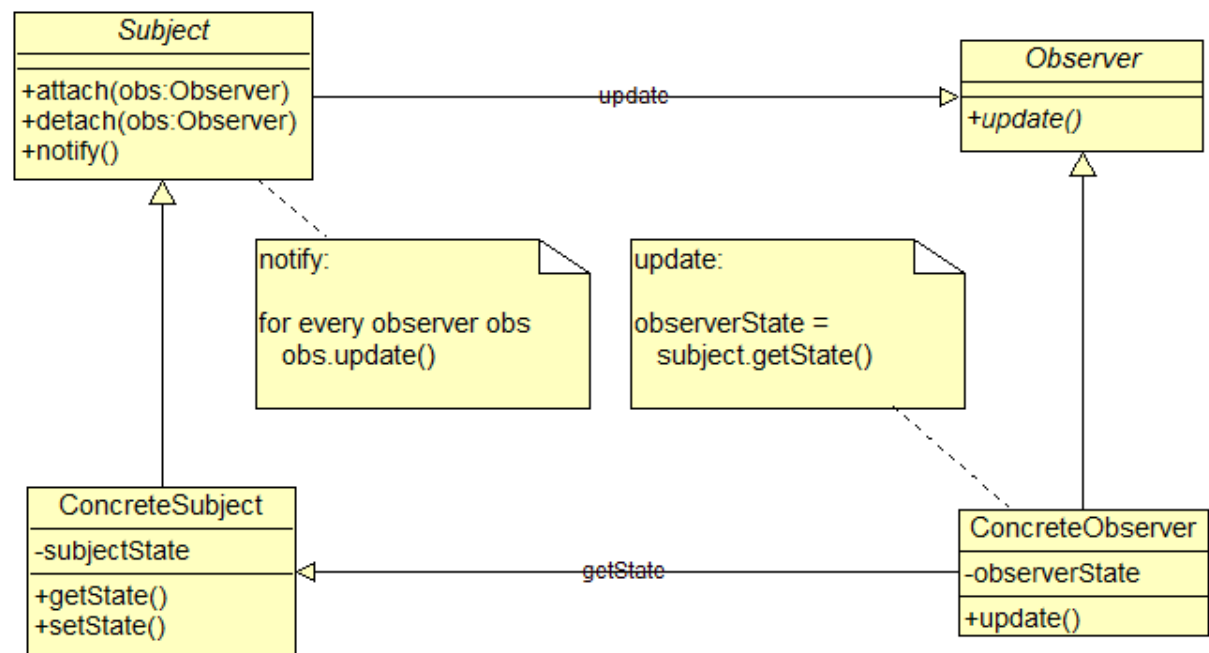 Subject
+attach(obs:Observer)
+detach(obs:Observer)
+notify()
update
Observer
+update()
notify:
for every observer obs
obs.update()
update:
observerState =
subject.getState()
ConcreteSubject
-subjectState
+getState()
+setState()
getState
ConcreteObserver
-observerState
+update()